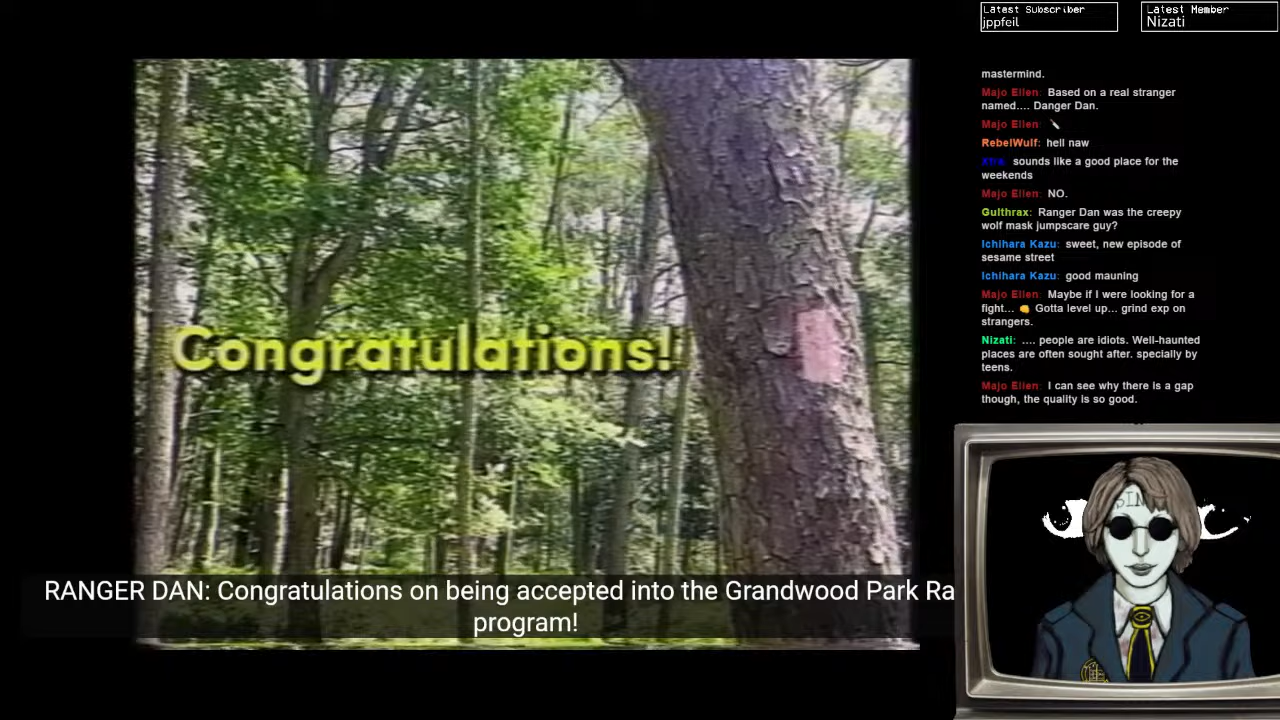 Latest Subscriber
jppfeil
Latest Member
Nizati
mastermind.
Majo Ellen: Based on a real stranger
named.... Danger Dan.
Majo Ellen: 🔪
RebelWulf: hell naw
sounds like a good place for the
weekends
Majo Ellen: NO.
Gulthrax: Ranger Dan was the creepy
wolf mask jumpscare guy?
Ichihara Kazu: sweet, new episode of
sesame street
Ichihara Kazu: good mauning
Majo Ellen: Maybe if I were looking for a
fight... 👊 Gotta level up... grind exp on
strangers.
Nizati: .... people are idiots. Well-haunted
places are often sought after. specially by
teens.
Majo Ellen: I can see why there is a gap
though, the quality is so good.
Congratulations!
RANGER DAN: Congratulations on being accepted into the Grandwood Park Ra
program!
SIN